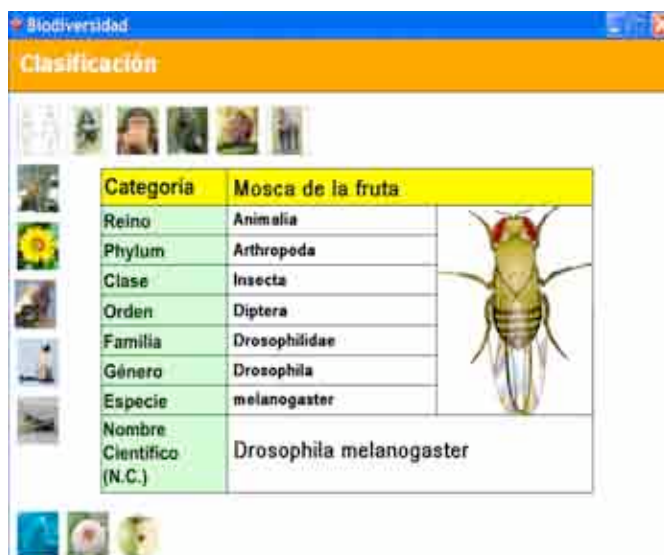 Biodiversidad
Clasificación
Categoría Mosca de la fruta
Reino Animalia
Phylum Arthropoda
Clase Insecta
Orden Diptera
Familia Drosophilidae
Género Drosophila
Especie melanogaster
Nombre
Científico
(N.C.)
Drosophila melanogaster